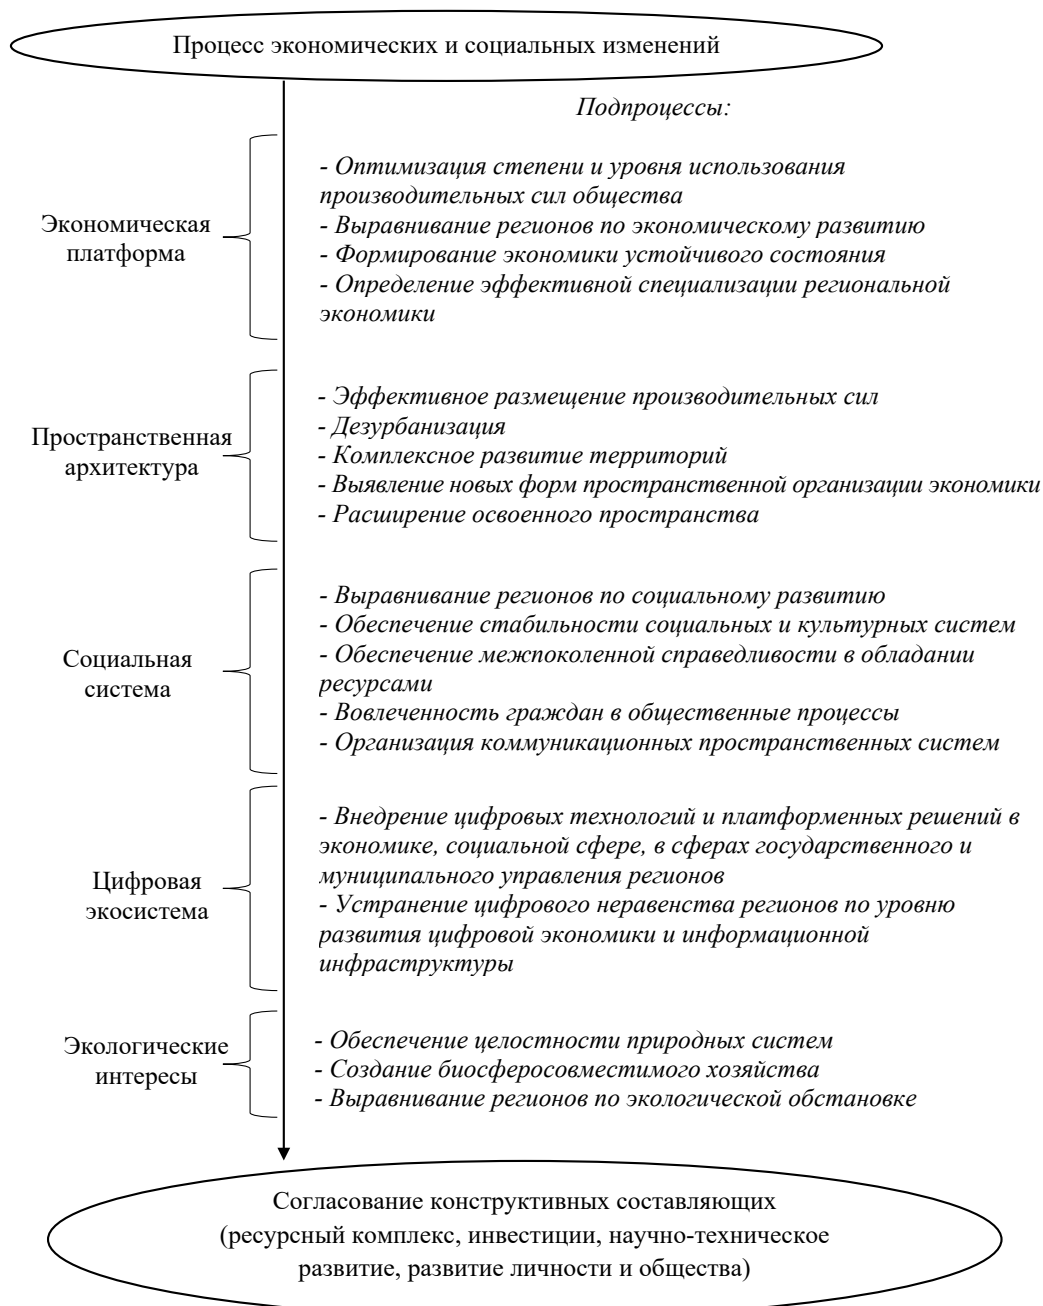 Процесс экономических и социальных изменений
Подпроцессы:
Экономическая
платформа
- Оптимизация степени и уровня использования
производительных сил общества
- Выравнивание регионов по экономическому развитию
- Формирование экономики устойчивого состояния
- Определение эффективной специализации региональной
экономики
Пространственная
архитектура
- Эффективное размещение производительных сил
- Дезурбанизация
- Комплексное развитие территорий
- Выявление новых форм пространственной организации экономики
- Расширение освоенного пространства
Социальная
система
- Выравнивание регионов по социальному развитию
- Обеспечение стабильности социальных и культурных систем
- Обеспечение межпоколенной справедливости в обладании
ресурсами
- Вовлеченность граждан в общественные процессы
- Организация коммуникационных пространственных систем
Цифровая
экосистема
- Внедрение цифровых технологий и платформенных решений в
экономике, социальной сфере, в сферах государственного и
муниципального управления регионов
- Устранение цифрового неравенства регионов по уровню
развития цифровой экономики и информационной
инфраструктуры
Экологические
интересы
- Обеспечение целостности природных систем
- Создание биосферосовместимого хозяйства
- Выравнивание регионов по экологической обстановке
Согласование конструктивных составляющих
(ресурсный комплекс, инвестиции, научно-техническое
развитие, развитие личности и общества)